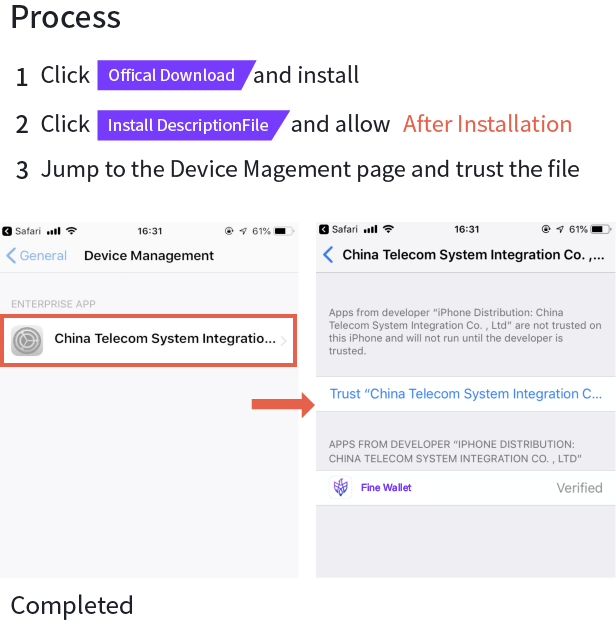 Process
1 Click Offical Download and install
2 Click Install DescriptionFile and allow After Installation
3 Jump to the Device Magement page and trust the file
Safari 16:31 61%
General Device Management
ENTERPRISE APP
China Telecom System Integratio...
Safari 16:31 61%
China Telecom System Integration Co. ,...
Apps from developer “iPhone Distribution: China
Telecom System Integration Co. , Ltd” are not trusted on
this iPhone and will not run until the developer is
trusted.
Trust “China Telecom System Integration C...
APPS FROM DEVELOPER “IPHONE DISTRIBUTION:
CHINA TELECOM SYSTEM INTEGRATION CO. , LTD”
Fine Wallet Verified
Completed